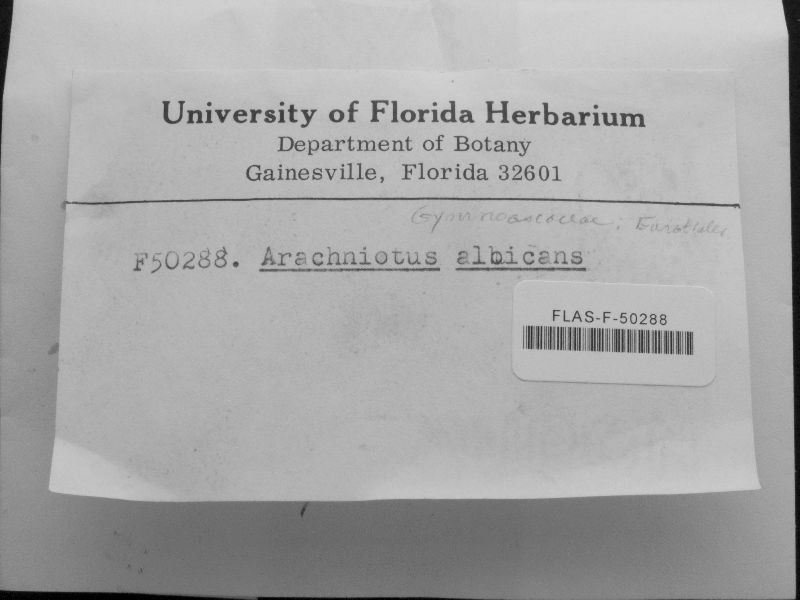 University of Florida Herbarium
Department of Botany
Gainesville, Florida 32601
Gymnoascaceae; Eurotiales
F50288. Arachniotus albicans
FLAS-F-50288